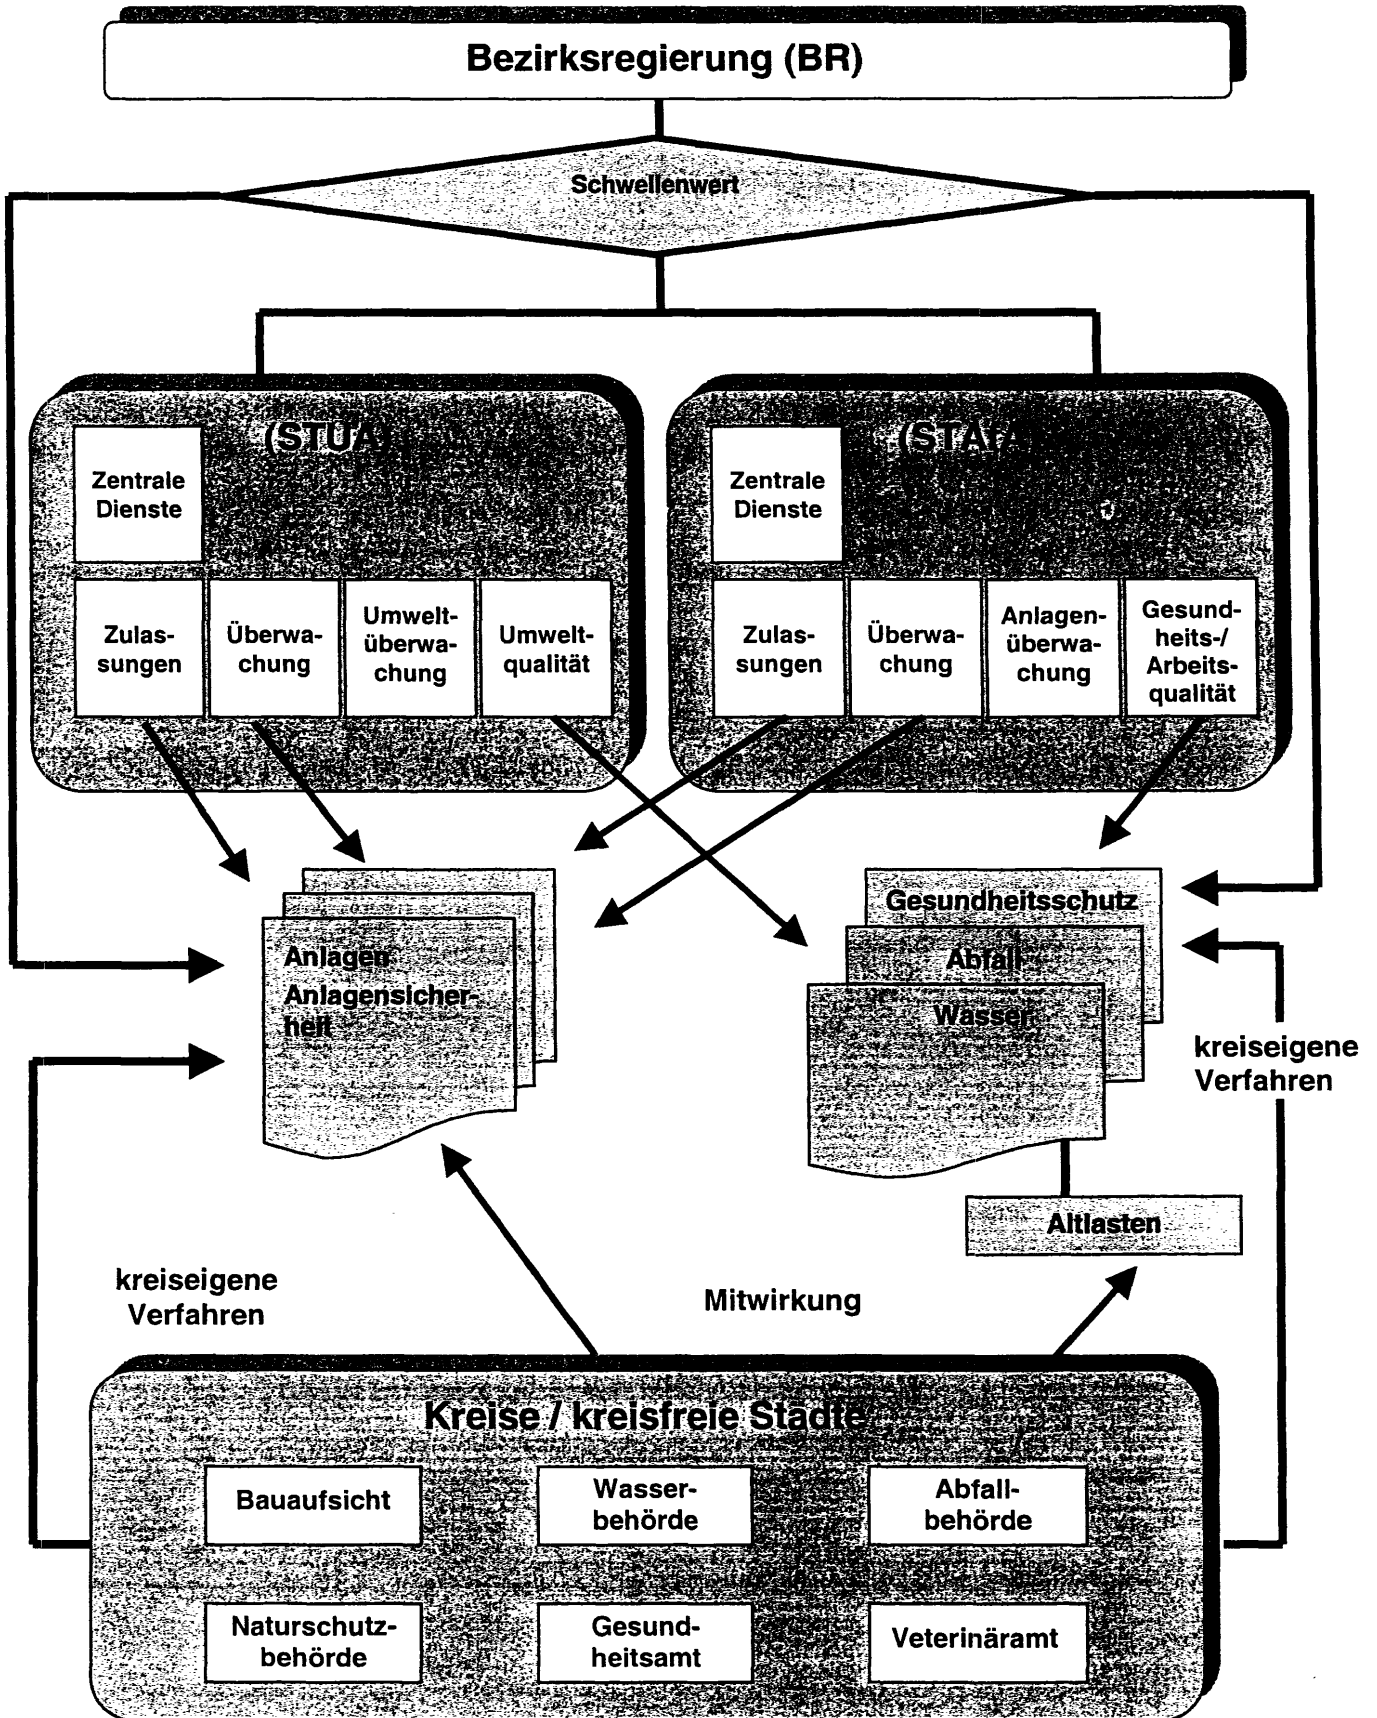 Bezirksregierung (BR)
Schwellenwert
(STUA)
Zentrale
Dienste
Zulas-
sungen
Überwa-
chung
Umwelt-
überwa-
chung
Umwelt-
qualität
(STAfA
Zentrale
Dienste
Zulas-
sungen
Überwa-
chung
Anlagen-
überwa-
chung
Gesund-
heits-/
Arbeits-
qualität
Anlagen
Anlagensicher-
heit
Gesundheitsschutz
Abfall
Wasser
kreiseigene
Verfahren
Altlasten
kreiseigene
Verfahren
Mitwirkung
Kreise / kreisfreie Städte
Bauaufsicht
Wasser-
behörde
Abfall-
behörde
Naturschutz-
behörde
Gesund-
heitsamt
Veterinäramt